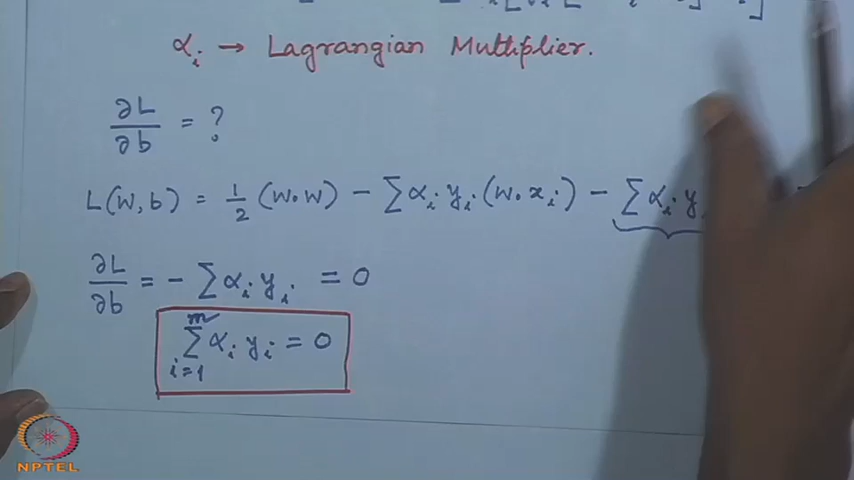 αᵢ → Lagrangian Multiplier.
∂L/∂b = ?
L(W, b) = 1/2 (W·W) − ∑ αᵢ yᵢ (W·xᵢ) − ∑ αᵢ y
∂L/∂b = − ∑ αᵢ yᵢ = 0
m ∑ i=1 αᵢ yᵢ = 0
NPTEL